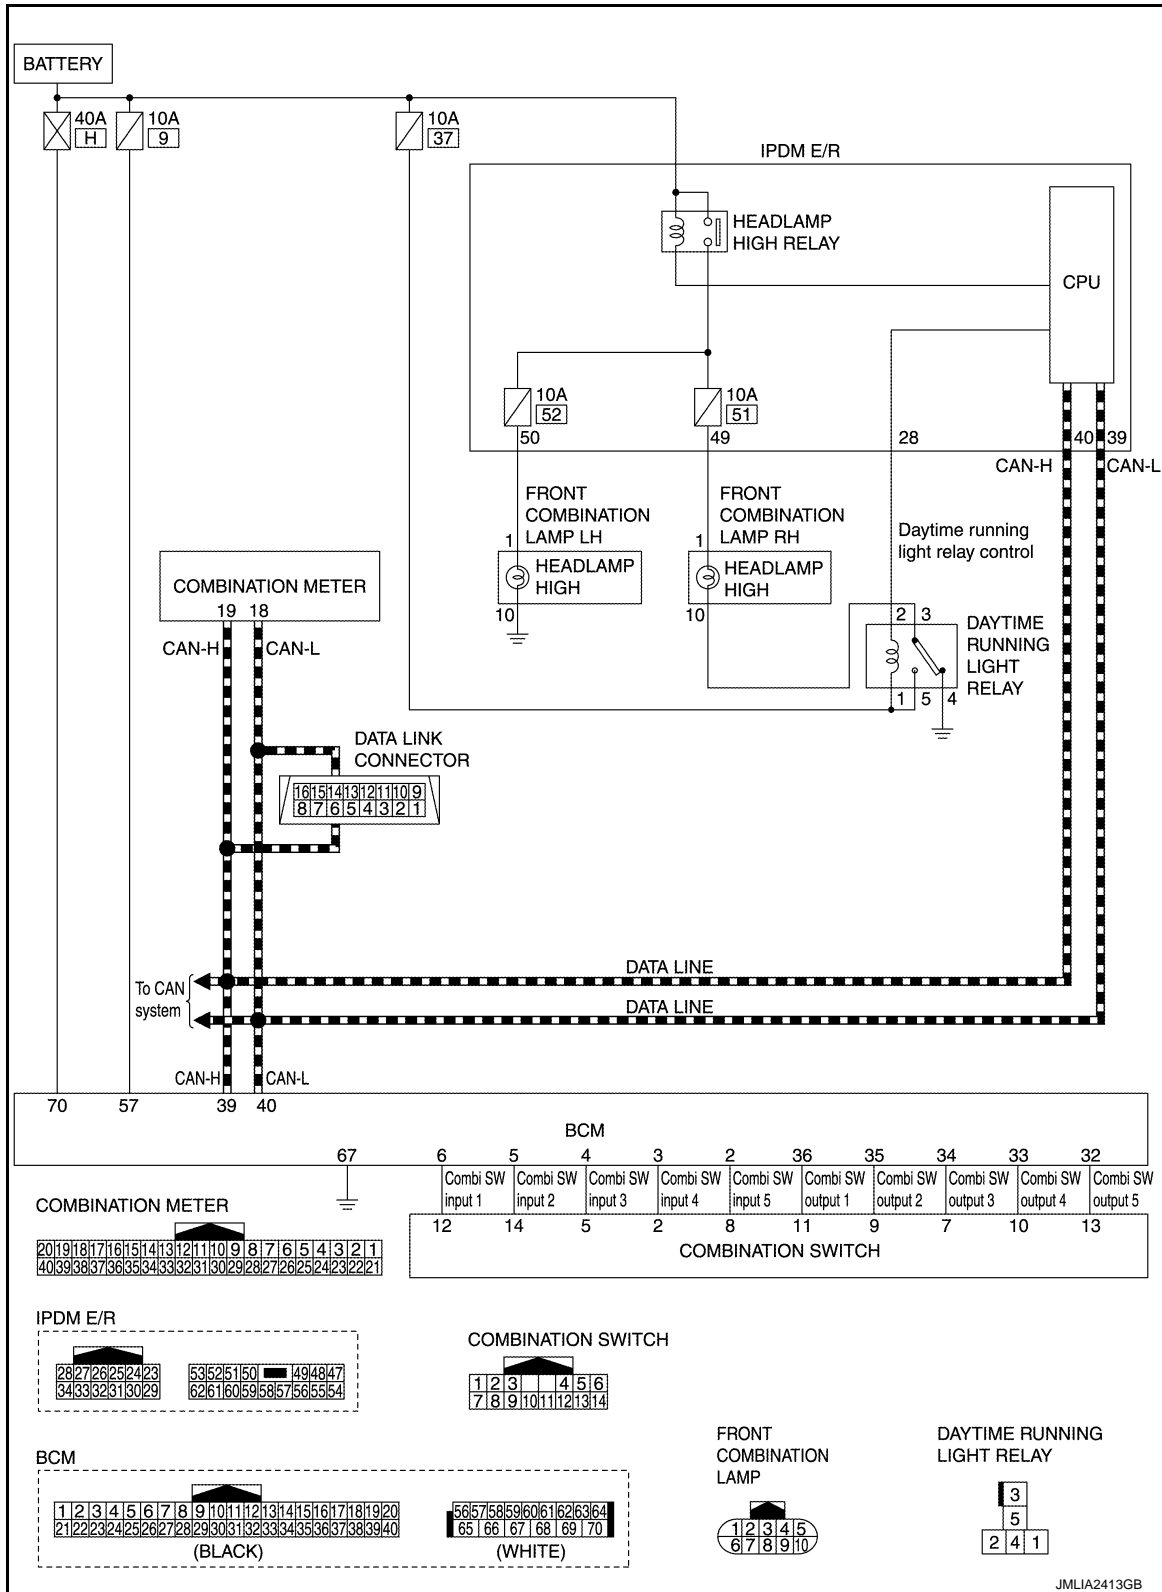 BATTERY
40A
H
10A
9
10A
37
IPDM E/R
HEADLAMP
HIGH RELAY
CPU
10A
52
10A
51
50
49
28
40
39
CAN-H
CAN-L
FRONT
COMBINATION
LAMP LH
FRONT
COMBINATION
LAMP RH
Daytime running
light relay control
1
HEADLAMP
HIGH
10
1
HEADLAMP
HIGH
10
2
3
DAYTIME
RUNNING
LIGHT
RELAY
1
5
4
COMBINATION METER
19
18
CAN-H
CAN-L
DATA LINK
CONNECTOR
16 15 14 13 12 11 10 9
8 7 6 5 4 3 2 1
DATA LINE
To CAN
system
DATA LINE
CAN-H
CAN-L
70
57
39
40
BCM
67
6
5
4
3
2
36
35
34
33
32
Combi SW
input 1
Combi SW
input 2
Combi SW
input 3
Combi SW
input 4
Combi SW
input 5
Combi SW
output 1
Combi SW
output 2
Combi SW
output 3
Combi SW
output 4
Combi SW
output 5
12
14
5
2
8
11
9
7
10
13
COMBINATION SWITCH
COMBINATION METER
20 19 18 17 16 15 14 13 12 11 10 9 8 7 6 5 4 3 2 1
40 39 38 37 36 35 34 33 32 31 30 29 28 27 26 25 24 23 22 21
IPDM E/R
28 27 26 25 24 23
34 33 32 31 30 29
53 52 51 50 49 48 47
62 61 60 59 58 57 56 55 54
COMBINATION SWITCH
1 2 3 4 5 6
7 8 9 10 11 12 13 14
BCM
1 2 3 4 5 6 7 8 9 10 11 12 13 14 15 16 17 18 19 20
21 22 23 24 25 26 27 28 29 30 31 32 33 34 35 36 37 38 39 40
(BLACK)
56 57 58 59 60 61 62 63 64
65 66 67 68 69 70
(WHITE)
FRONT
COMBINATION
LAMP
1 2 3 4 5
6 7 8 9 10
DAYTIME RUNNING
LIGHT RELAY
3
5
2 4 1
JMLIA2413GB